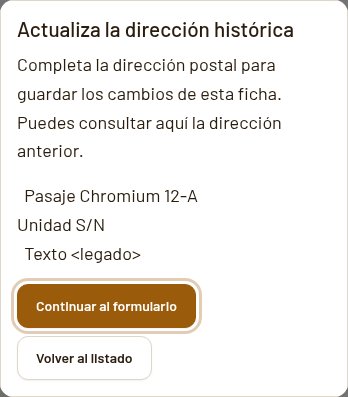 Actualiza la dirección histórica
Completa la dirección postal para
guardar los cambios de esta ficha.
Puedes consultar aquí la dirección
anterior.
Pasaje Chromium 12-A
Unidad S/N
Texto <legado>
Continuar al formulario
Volver al listado